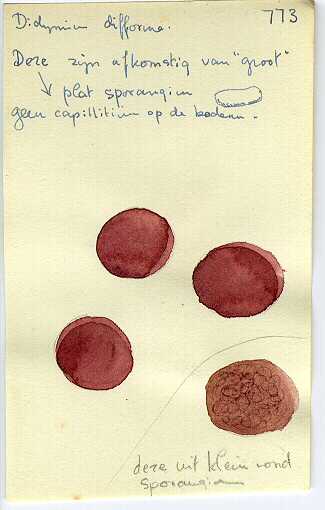 773
Didymium difforme.
Deze zijn afkomstig van "groot"
plat sporangium
geen capillitium op de bodem.
deze uit klein rond
Sporangium